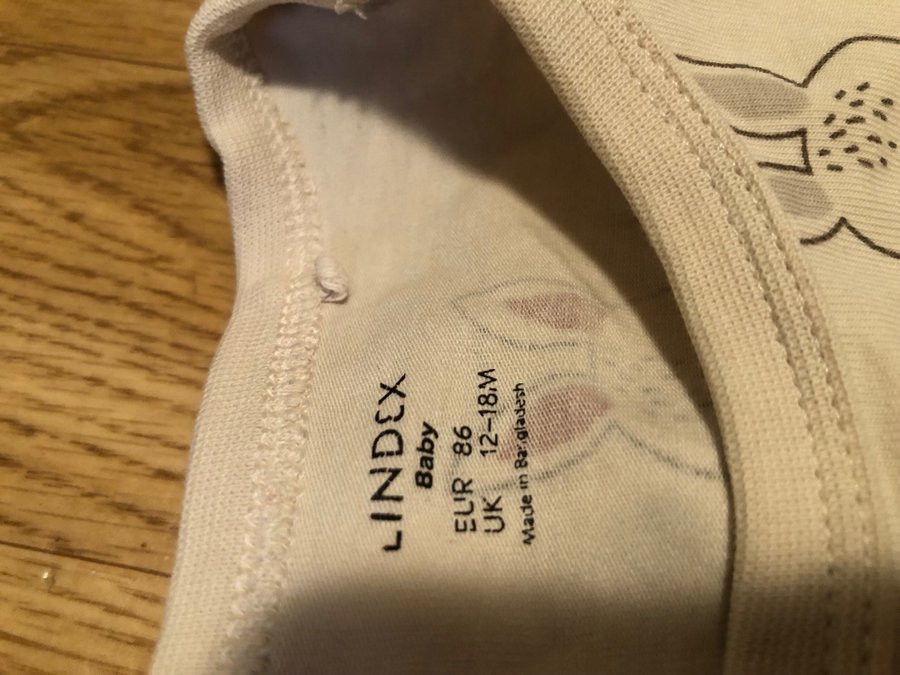 LINDEX
Baby
EUR 86
UK 12-18M
Made in Bangladesh